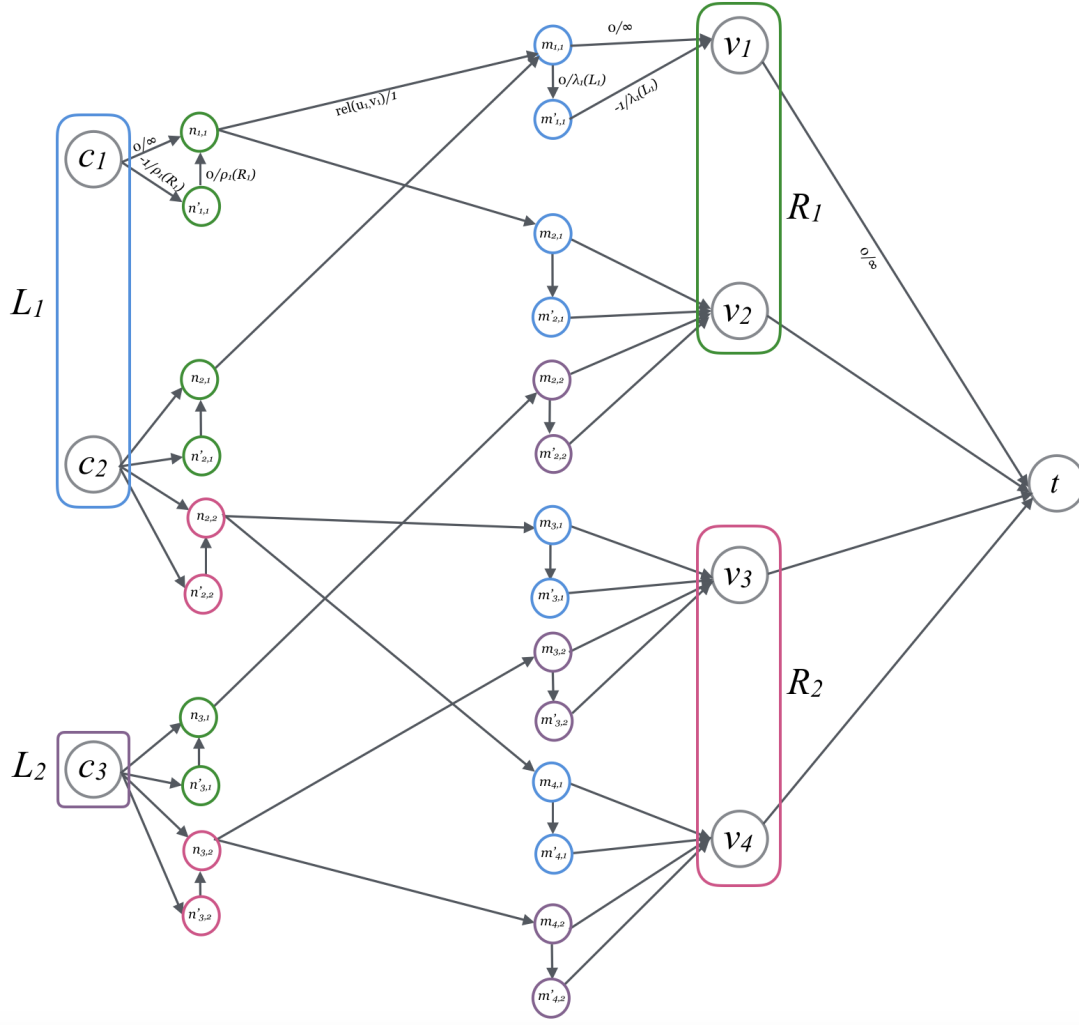 m₁,₁
0/∞
v₁
0/λ₁(L₁)
rel(u₁,v₁)/1
-1/λ₁(L₁)
m'₁,₁
c₁
0/∞
n₁,₁
-1/ρ₁(R₁)
0/ρ₁(R₁)
n'₁,₁
m₂,₁
R₁
0/∞
L₁
m'₂,₁
v₂
n₂,₁
m₂,₂
c₂
n'₂,₁
m'₂,₂
t
n₂,₂
m₃,₁
n'₂,₂
m'₃,₁
v₃
m₃,₂
R₂
n₃,₁
m'₃,₂
L₂
c₃
n'₃,₁
m₄,₁
n₃,₂
m'₄,₁
v₄
n'₃,₂
m₄,₂
m'₄,₂